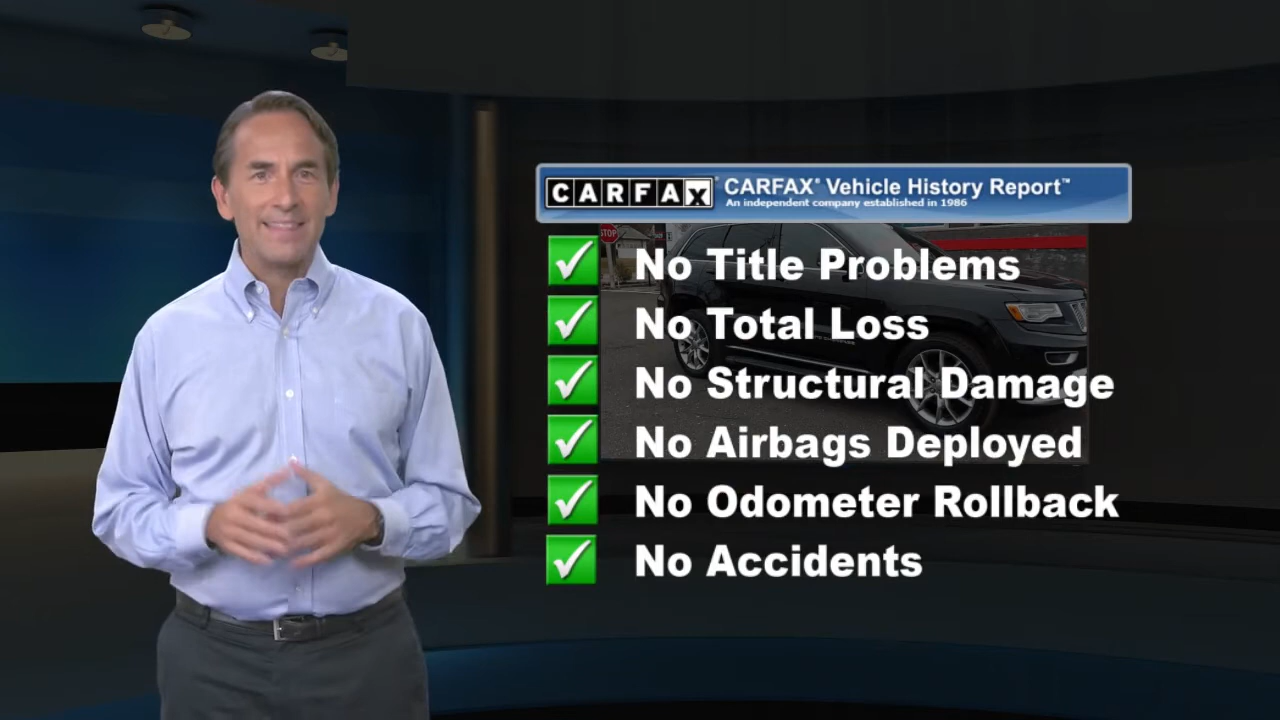 CARFAX® CARFAX® Vehicle History Report™
An independent company established in 1986
STOP
No Title Problems
No Total Loss
No Structural Damage
No Airbags Deployed
No Odometer Rollback
No Accidents